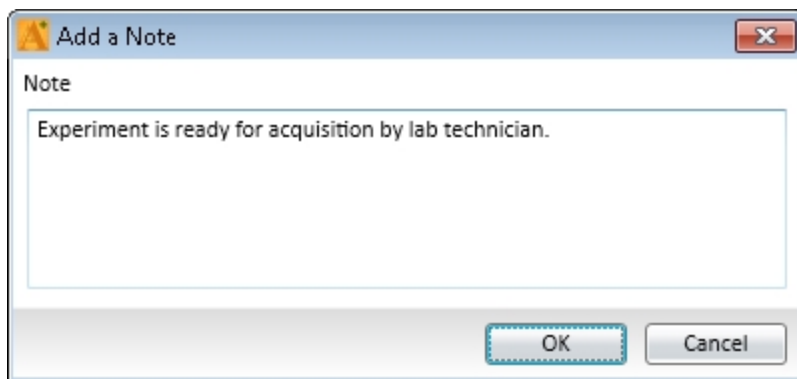 Add a Note
Note
Experiment is ready for acquisition by lab technician.
OK
Cancel